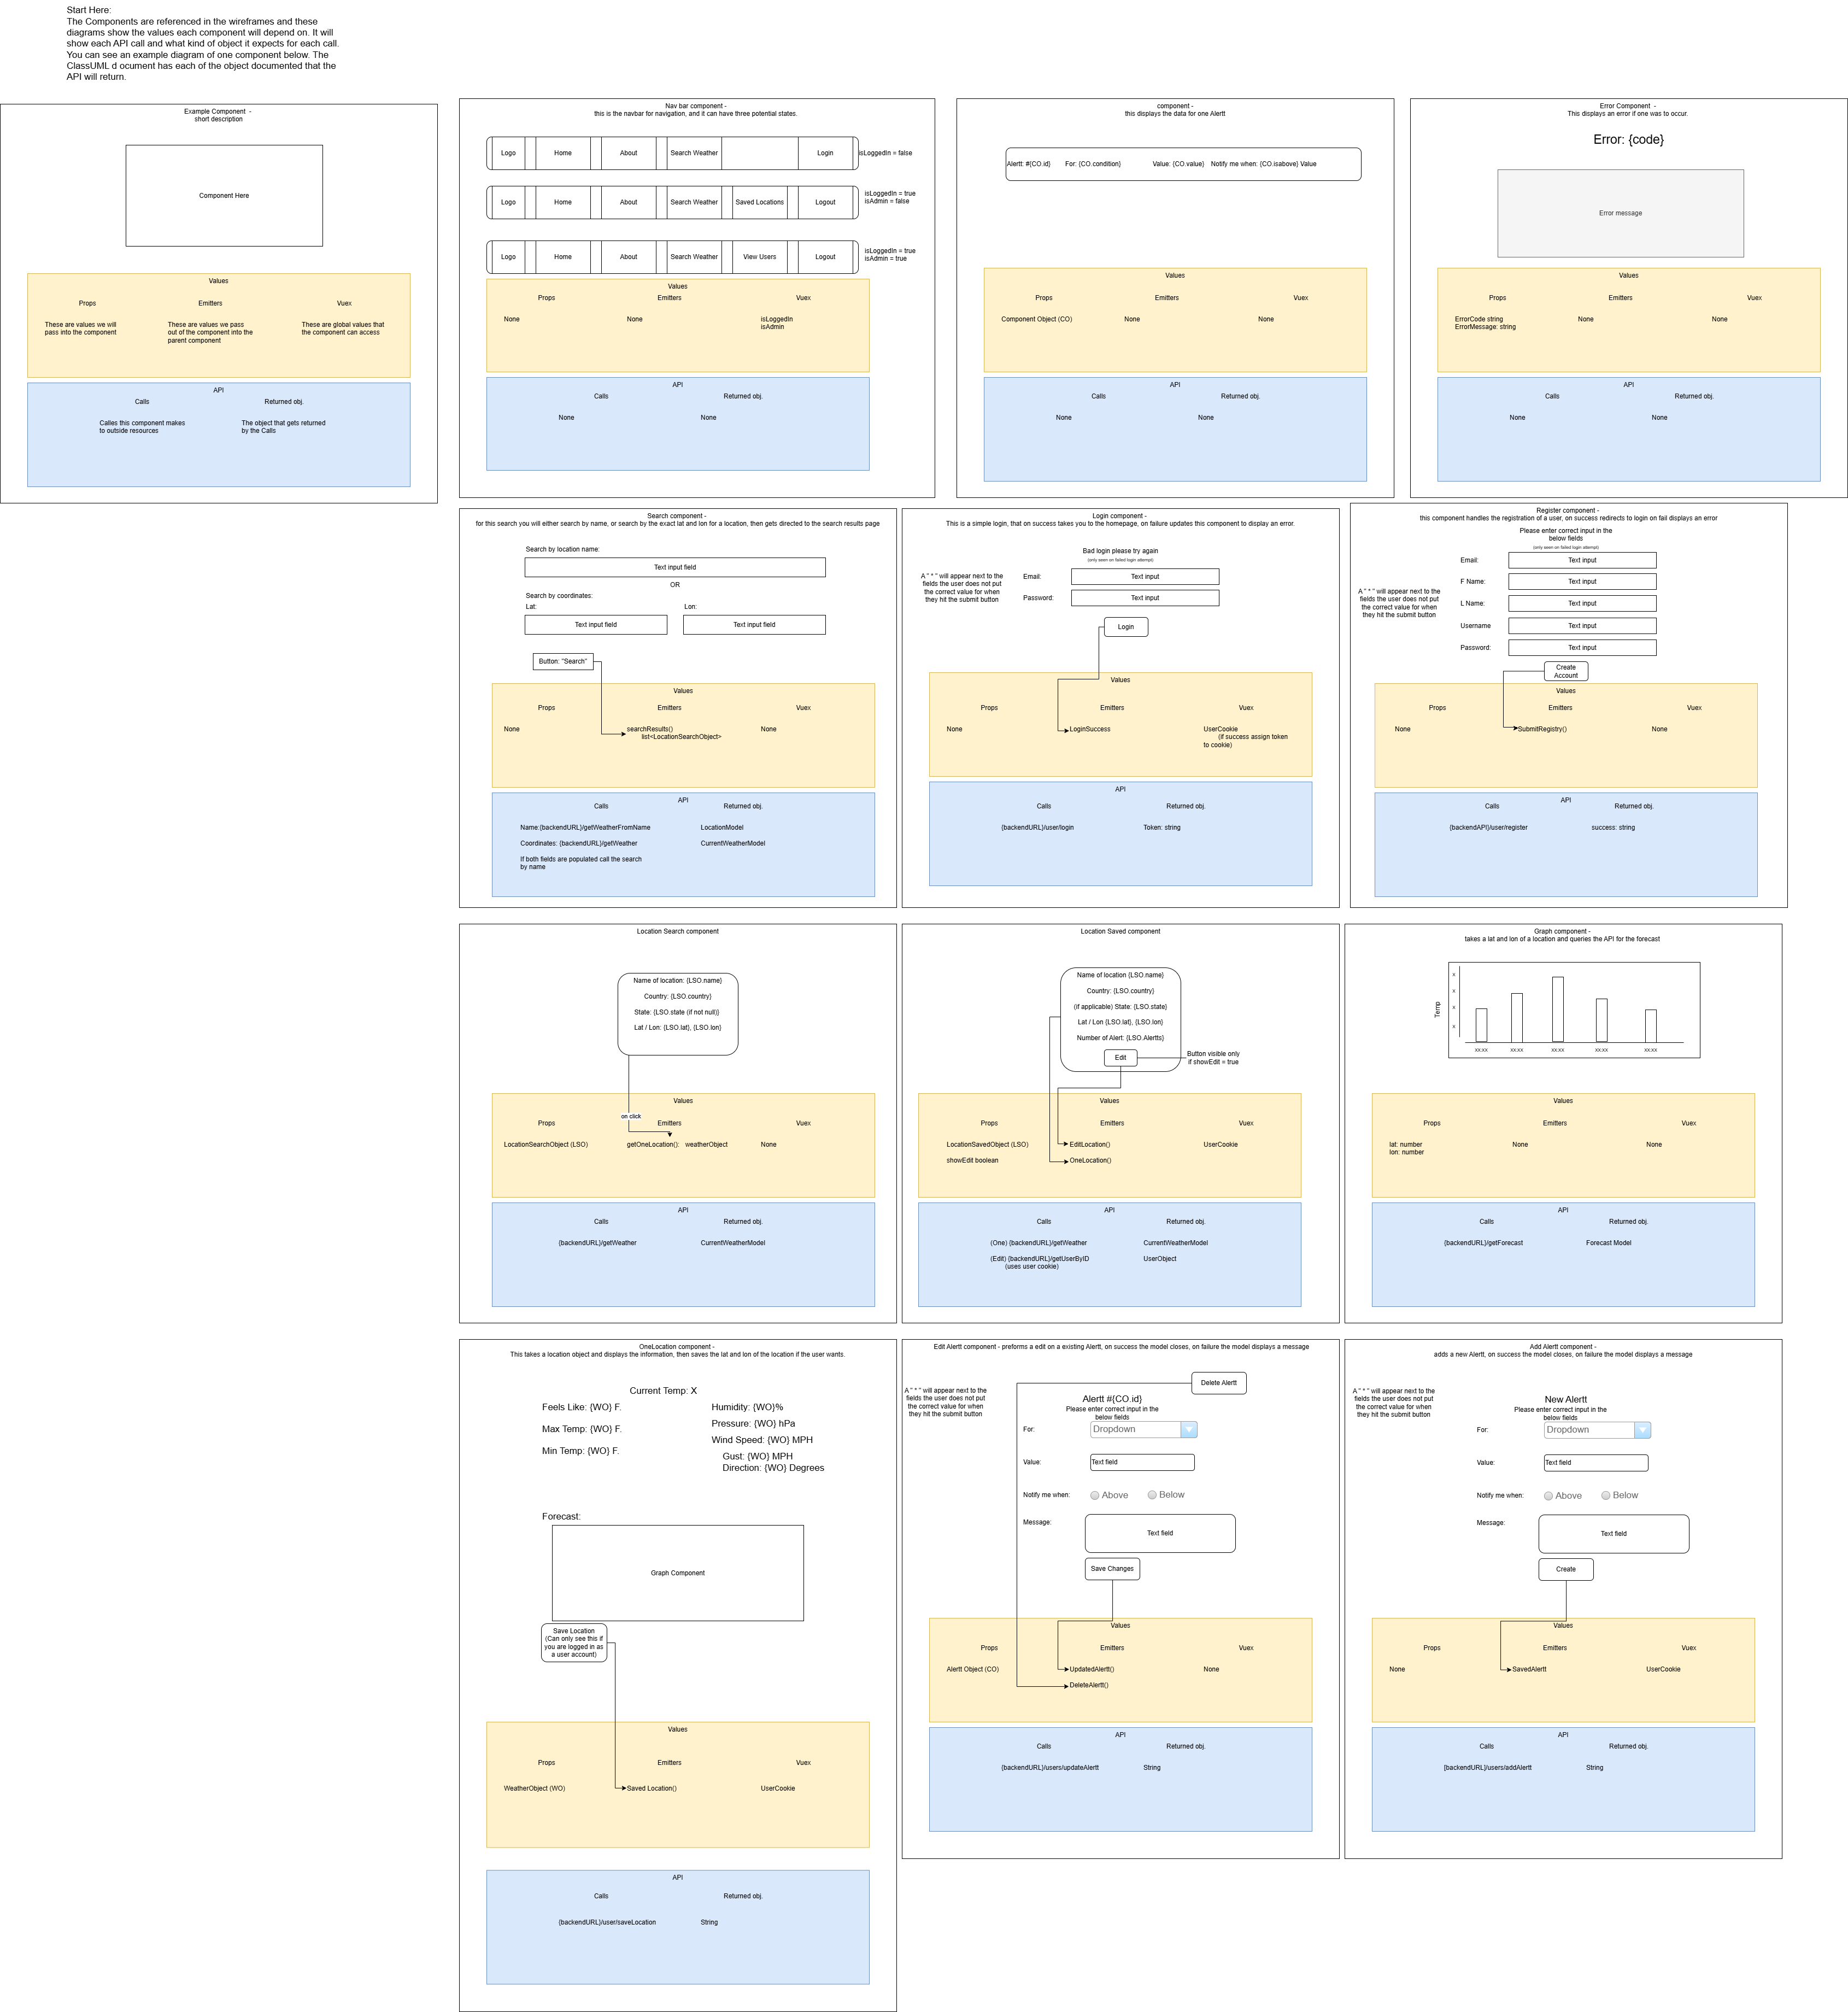 Start Here:
The Components are referenced in the wireframes and these
diagrams show the values each component will depend on. It will
show each API call and what kind of object it expects for each call.
You can see an example diagram of one component below. The
ClassUML d ocument has each of the object documented that the
API will return.
Example Component -
short description
Component Here
Values
Props
Emitters
Vuex
These are values we will
pass into the component
These are values we pass
out of the component into the
parent component
These are global values that
the component can access
API
Calls
Returned obj.
Calles this component makes
to outside resources
The object that gets returned
by the Calls
Nav bar component -
this is the navbar for navigation, and it can have three potential states.
Logo
Home
About
Search Weather
Login
isLoggedIn = false
Logo
Home
About
Search Weather
Saved Locations
Logout
isLoggedIn = true
isAdmin = false
Logo
Home
About
Search Weather
View Users
Logout
isLoggedIn = true
isAdmin = true
Values
Props
Emitters
Vuex
None
None
isLoggedIn
isAdmin
API
Calls
Returned obj.
None
None
component -
this displays the data for one Alertt
Alertt: #{CO.id}
For: {CO.condition}
Value: {CO.value}
Notify me when: {CO.isabove} Value
Values
Props
Emitters
Vuex
Component Object (CO)
None
None
API
Calls
Returned obj.
None
None
Error Component -
This displays an error if one was to occur.
Error: {code}
Error message
Values
Props
Emitters
Vuex
ErrorCode string
ErrorMessage: string
None
None
API
Calls
Returned obj.
None
None
Search component -
for this search you will either search by name, or search by the exact lat and lon for a location, then gets directed to the search results page
Search by location name:
Text input field
OR
Search by coordinates:
Lat:
Lon:
Text input field
Text input field
Button: "Search"
Values
Props
Emitters
Vuex
None
searchResults()
list<LocationSearchObject>
None
API
Calls
Returned obj.
Name:{backendURL}/getWeatherFromName
LocationModel
Coordinates: {backendURL}/getWeather
CurrentWeatherModel
If both fields are populated call the search
by name
Login component -
This is a simple login, that on success takes you to the homepage, on failure updates this component to display an error.
Bad login please try again
(only seen on failed login attempt)
A " * " will appear next to the
fields the user does not put
the correct value for when
they hit the submit button
Email:
Text input
Password:
Text input
Login
Values
Props
Emitters
Vuex
None
LoginSuccess
UserCookie
(if success assign token
to cookie)
API
Calls
Returned obj.
{backendURL}/user/login
Token: string
Register component -
this component handles the registration of a user, on success redirects to login on fail displays an error
Please enter correct input in the
below fields
(only seen on failed login attempt)
A " * " will appear next to the
fields the user does not put
the correct value for when
they hit the submit button
Email:
Text input
F Name:
Text input
L Name:
Text input
Username
Text input
Password:
Text input
Create
Account
Values
Props
Emitters
Vuex
None
SubmitRegistry()
None
API
Calls
Returned obj.
{backendAPI}/user/register
success: string
Location Search component
Name of location: {LSO.name}
Country: {LSO.country}
State: {LSO.state (if not null)}
Lat / Lon: {LSO.lat}, {LSO.lon}
on click
Values
Props
Emitters
Vuex
LocationSearchObject (LSO)
getOneLocation(): weatherObject
None
API
Calls
Returned obj.
{backendURL}/getWeather
CurrentWeatherModel
Location Saved component
Name of location {LSO.name}
Country: {LSO.country}
(if applicable) State: {LSO.state}
Lat / Lon {LSO.lat}, {LSO.lon}
Number of Alert: {LSO.Alertts}
Edit
Button visible only
if showEdit = true
Values
Props
Emitters
Vuex
LocationSavedObject (LSO)
showEdit boolean
EditLocation()
OneLocation()
UserCookie
API
Calls
Returned obj.
(One) {backendURL}/getWeather
CurrentWeatherModel
(Edit) {backendURL}/getUserByID
(uses user cookie)
UserObject
Graph component -
takes a lat and lon of a location and queries the API for the forecast
Temp
X
X
X
X
XX:XX
XX:XX
XX:XX
XX:XX
XX:XX
Values
Props
Emitters
Vuex
lat: number
lon: number
None
None
API
Calls
Returned obj.
{backendURL}/getForecast
Forecast Model
OneLocation component -
This takes a location object and displays the information, then saves the lat and lon of the location if the user wants.
Current Temp: X
Feels Like: {WO} F.
Max Temp: {WO} F.
Min Temp: {WO} F.
Humidity: {WO}%
Pressure: {WO} hPa
Wind Speed: {WO} MPH
Gust: {WO} MPH
Direction: {WO} Degrees
Forecast:
Graph Component
Save Location
(Can only see this if
you are logged in as
a user account)
Values
Props
Emitters
Vuex
WeatherObject (WO)
Saved Location()
UserCookie
API
Calls
Returned obj.
{backendURL}/user/saveLocation
String
Edit Alertt component - preforms a edit on a existing Alertt, on success the model closes, on failure the model displays a message
Delete Alertt
A " * " will appear next to the
fields the user does not put
the correct value for when
they hit the submit button
Alertt #{CO.id}
Please enter correct input in the
below fields
For:
Dropdown
Value:
Text field
Notify me when:
Above
Below
Message:
Text field
Save Changes
Values
Props
Emitters
Vuex
Alertt Object (CO)
UpdatedAlertt()
DeleteAlertt()
None
API
Calls
Returned obj.
{backendURL}/users/updateAlertt
String
Add Alertt component -
adds a new Alertt, on success the model closes, on failure the model displays a message
A " * " will appear next to the
fields the user does not put
the correct value for when
they hit the submit button
New Alertt
Please enter correct input in the
below fields
For:
Dropdown
Value:
Text field
Notify me when:
Above
Below
Message:
Text field
Create
Values
Props
Emitters
Vuex
None
SavedAlertt
UserCookie
API
Calls
Returned obj.
[backendURL}/users/addAlertt
String